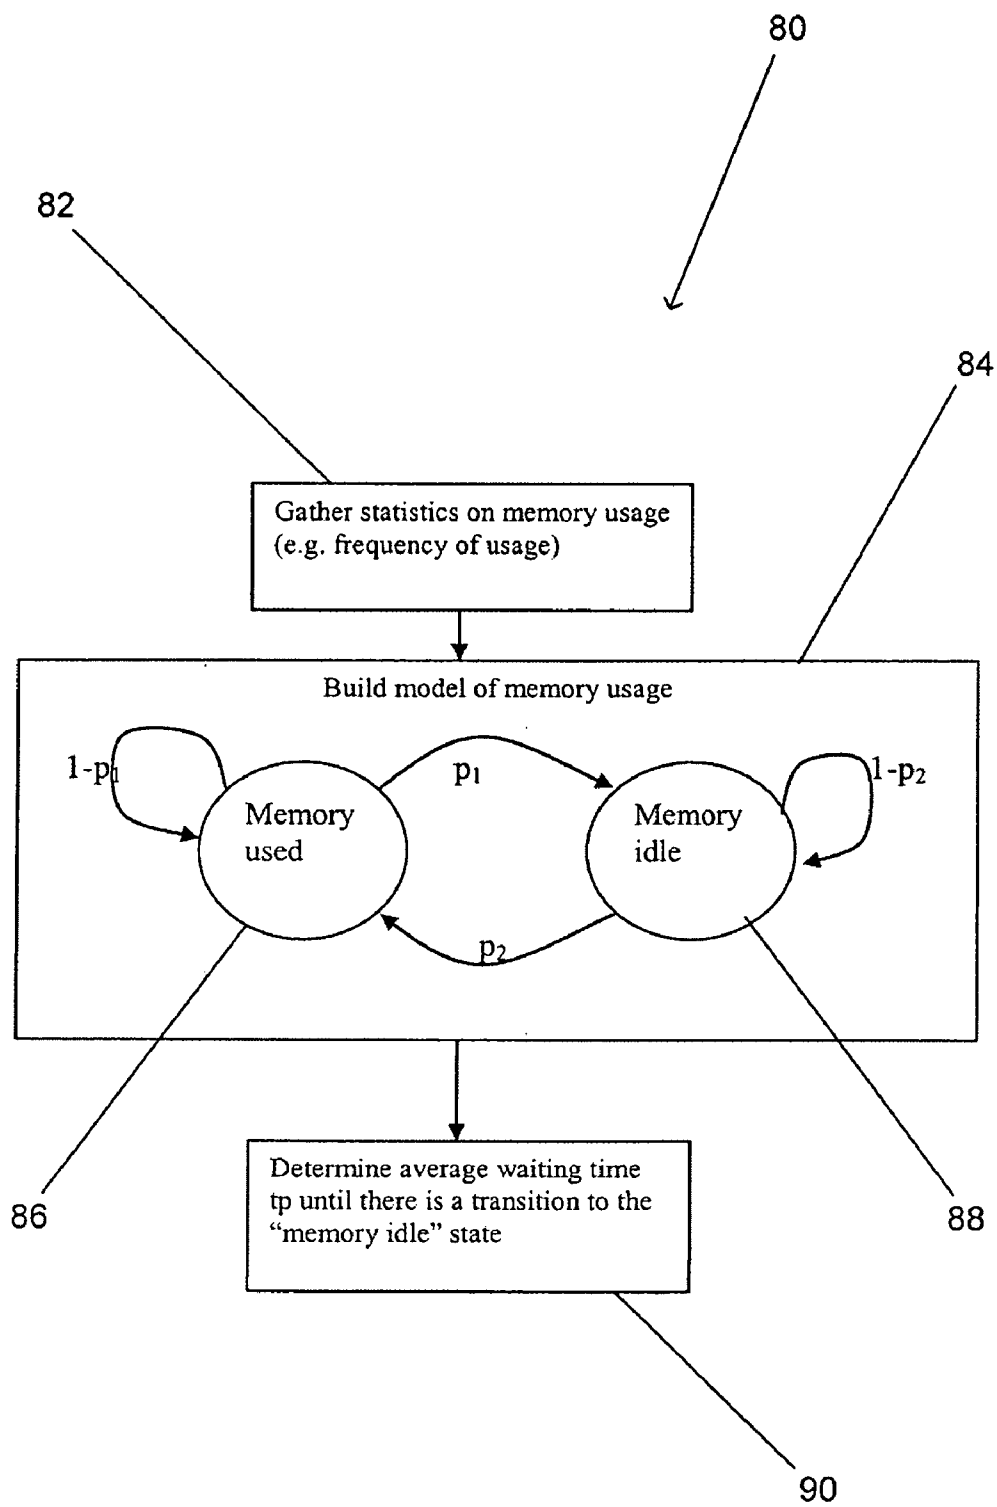 80
82
84
Gather statistics on memory usage
(e.g. frequency of usage)
Build model of memory usage
1-p₁
p₁
1-p₂
Memory
used
Memory
idle
p₂
86
88
Determine average waiting time
tp until there is a transition to the
“memory idle” state
90